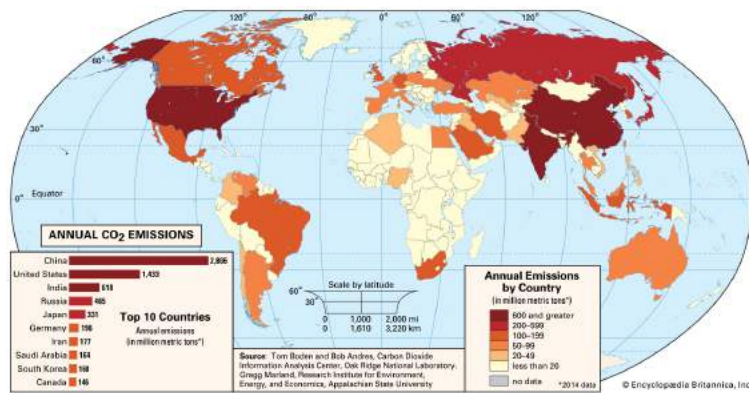 120°
60°
0°
60°
120°
60°
30°
0°
Equator
ANNUAL CO2 EMISSIONS
China 2,806
United States 1,433
India 610
Russia 465
Japan 331
Germany 196
Iran 177
Saudi Arabia 164
South Korea 160
Canada 146
Top 10 Countries
Annual emissions
(in million metric tons*)
Scale by latitude
60°
30°
0 1,000 2,000 mi
0 1,610 3,220 km
Source: Tom Boden and Bob Andres, Carbon Dioxide
Information Analysis Center, Oak Ridge National Laboratory.
Gregg Marland, Research Institute for Environment,
Energy, and Economics, Appalachian State University
Annual Emissions
by Country
(in million metric tons*)
600 and greater
100–199
50–99
20–49
less than 20
no data
*2014 data
© Encyclopædia Britannica, Inc